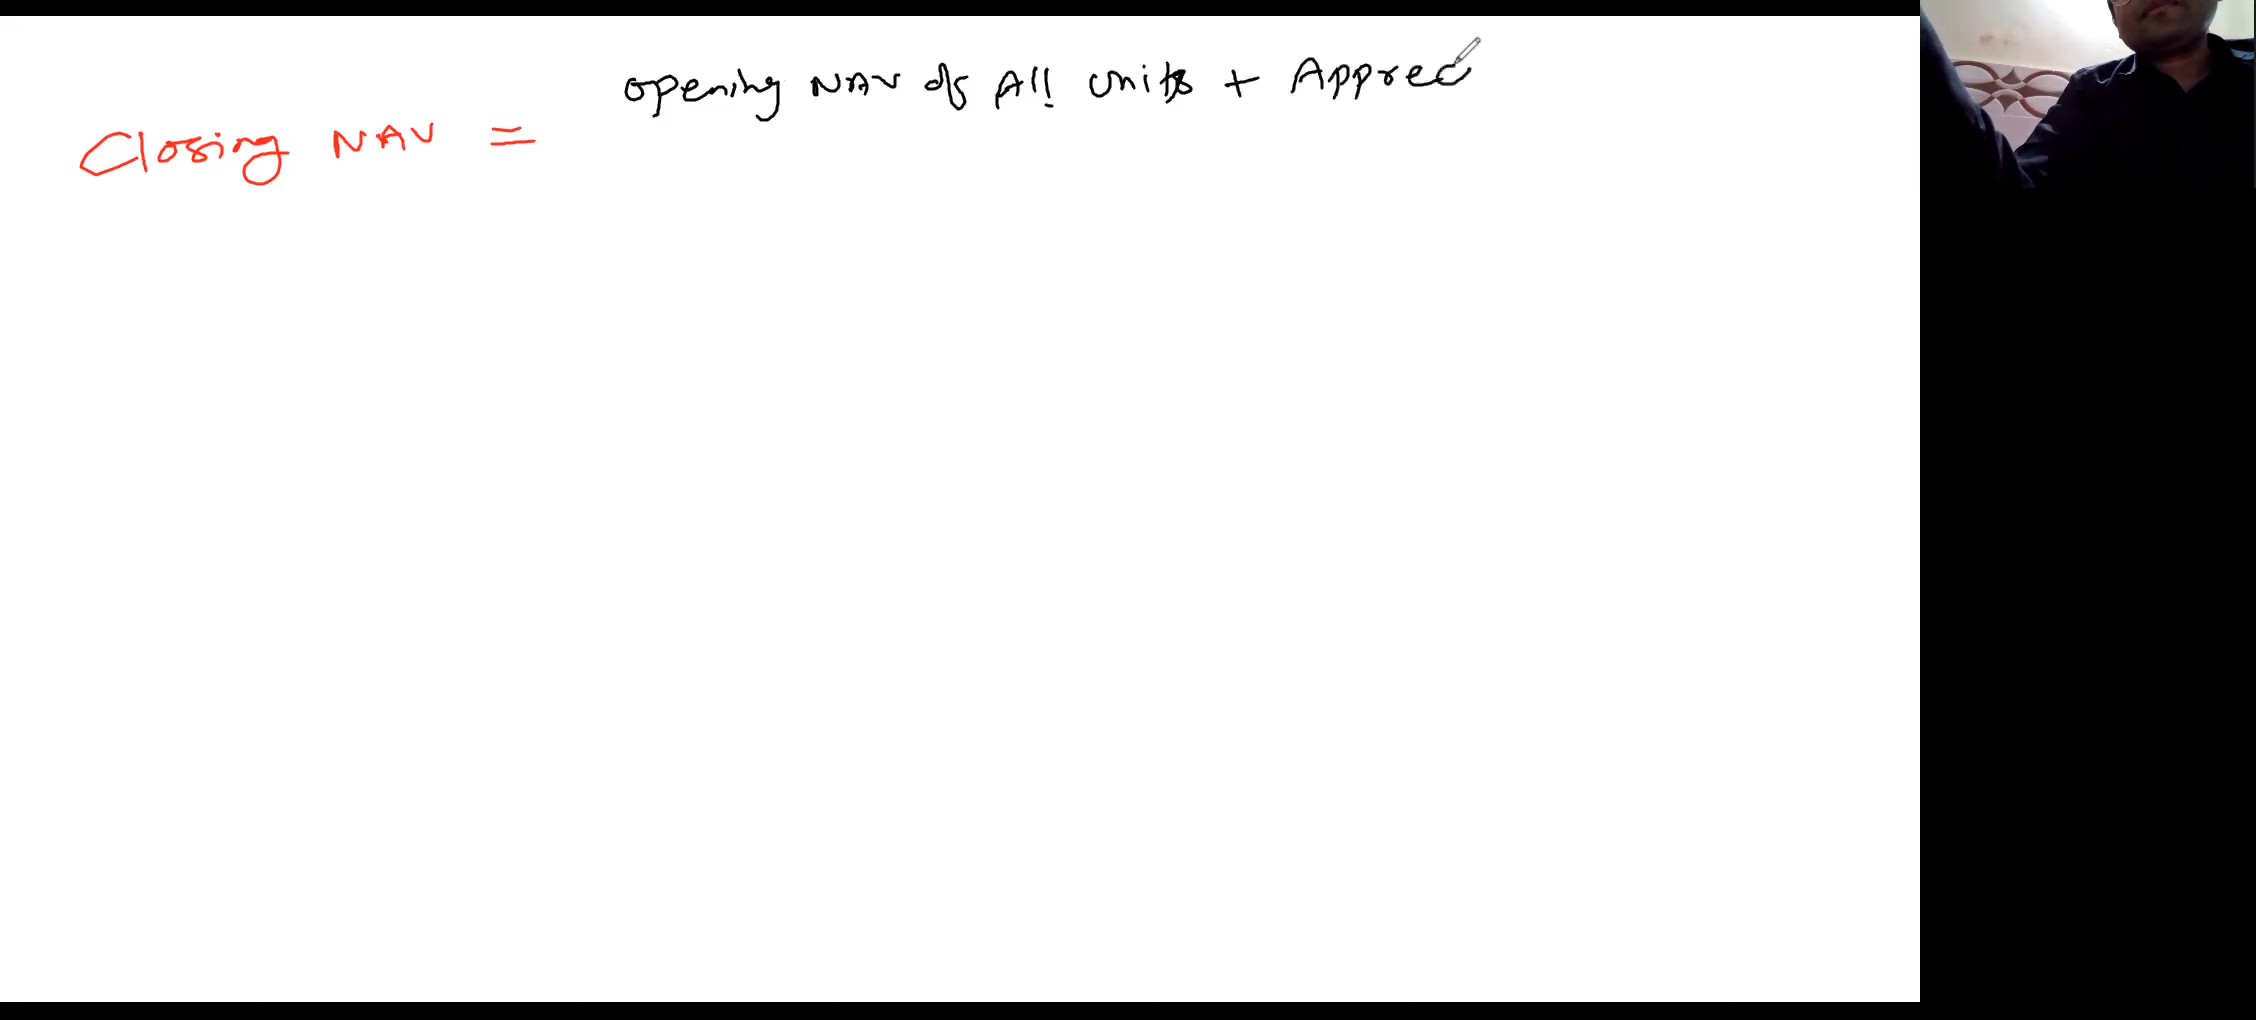 opening NAV of All units + Apprec
Closing NAV =